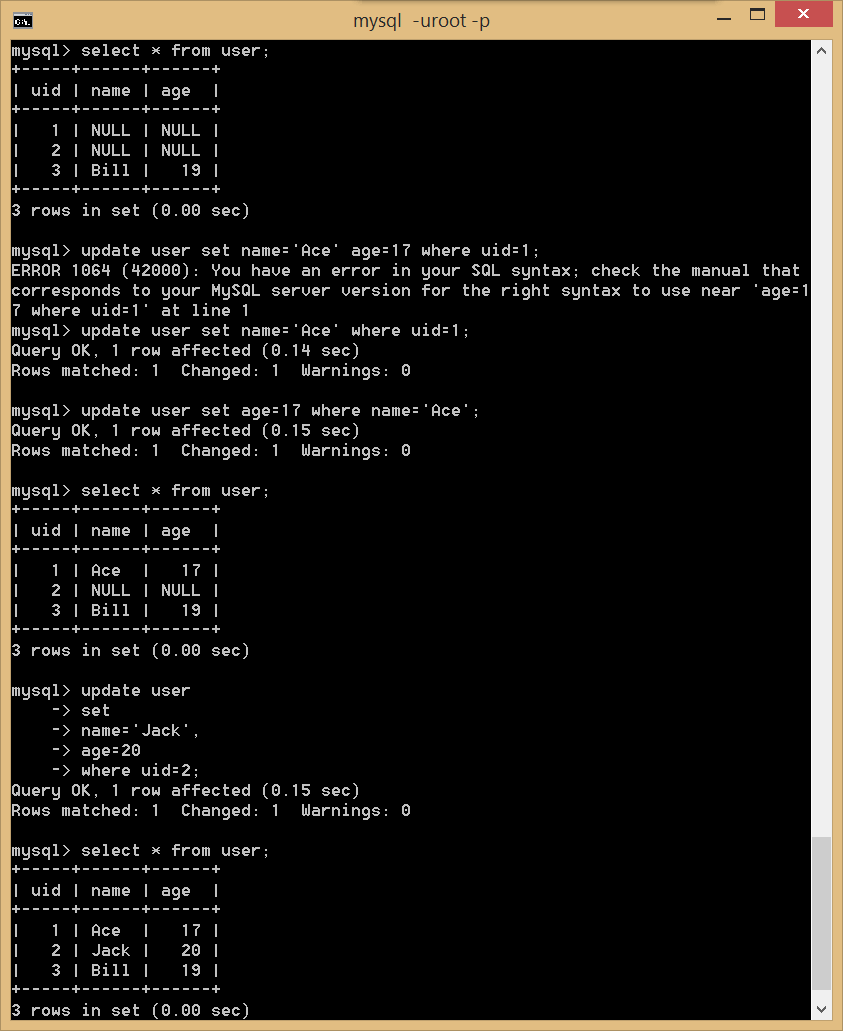 mysql  -uroot -p
mysql> select * from user;
+-----+------+------+
| uid | name | age  |
+-----+------+------+
|   1 | NULL | NULL |
|   2 | NULL | NULL |
|   3 | Bill |   19 |
+-----+------+------+
3 rows in set (0.00 sec)

mysql> update user set name='Ace' age=17 where uid=1;
ERROR 1064 (42000): You have an error in your SQL syntax; check the manual that
corresponds to your MySQL server version for the right syntax to use near 'age=1
7 where uid=1' at line 1
mysql> update user set name='Ace' where uid=1;
Query OK, 1 row affected (0.14 sec)
Rows matched: 1  Changed: 1  Warnings: 0

mysql> update user set age=17 where name='Ace';
Query OK, 1 row affected (0.15 sec)
Rows matched: 1  Changed: 1  Warnings: 0

mysql> select * from user;
+-----+------+------+
| uid | name | age  |
+-----+------+------+
|   1 | Ace  |   17 |
|   2 | NULL | NULL |
|   3 | Bill |   19 |
+-----+------+------+
3 rows in set (0.00 sec)

mysql> update user
    -> set
    -> name='Jack',
    -> age=20
    -> where uid=2;
Query OK, 1 row affected (0.15 sec)
Rows matched: 1  Changed: 1  Warnings: 0

mysql> select * from user;
+-----+------+------+
| uid | name | age  |
+-----+------+------+
|   1 | Ace  |   17 |
|   2 | Jack |   20 |
|   3 | Bill |   19 |
+-----+------+------+
3 rows in set (0.00 sec)